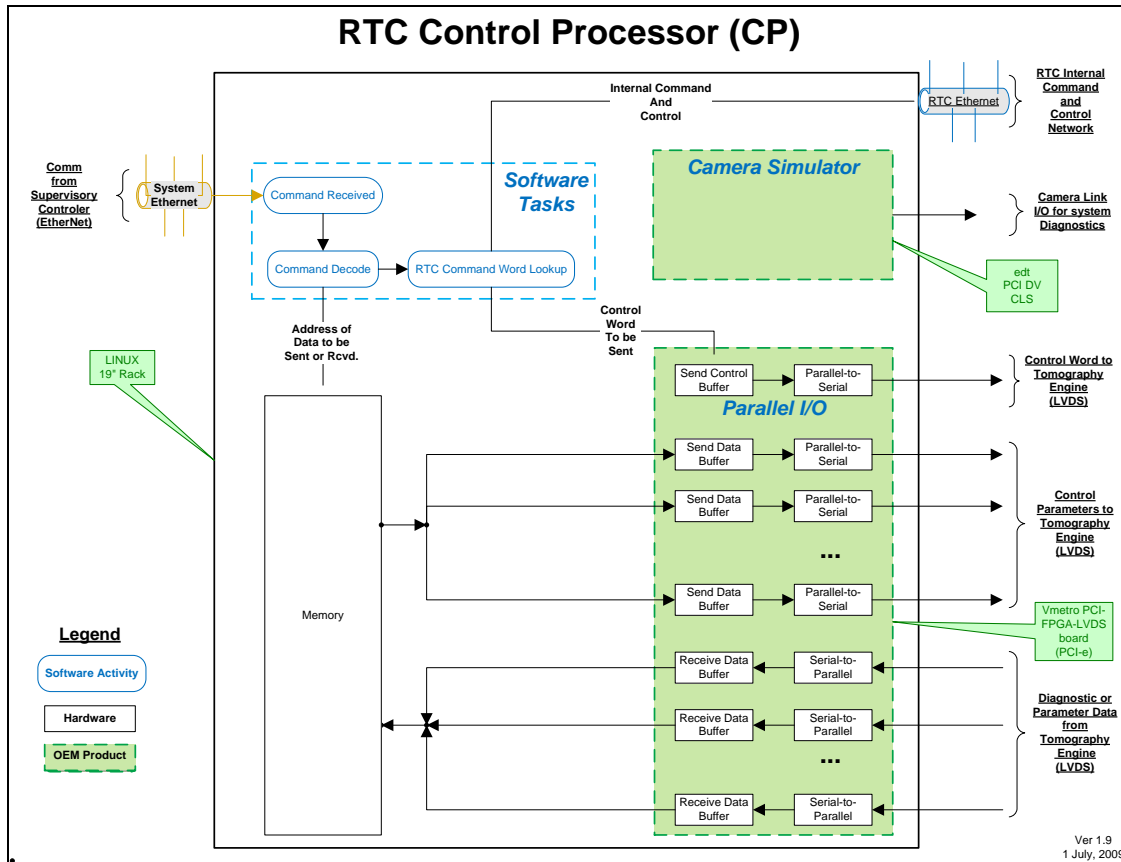 RTC Control Processor (CP)
Internal Command
And
Control
RTC Ethernet
RTC Internal
Command
and
Control
Network
Comm
from
Supervisory
Controler
(EtherNet)
System
Ethernet
Command Received
Software
Tasks
Command Decode
RTC Command Word Lookup
Camera Simulator
Camera Link
I/O for system
Diagnostics
edt
PCI DV
CLS
Address of
Data to be
Sent or Rcvd.
Control
Word
To be
Sent
LINUX
19" Rack
Send Control
Buffer
Parallel-to-
Serial
Control Word to
Tomography
Engine
(LVDS)
Parallel I/O
Send Data
Buffer
Parallel-to-
Serial
Send Data
Buffer
Parallel-to-
Serial
...
Send Data
Buffer
Parallel-to-
Serial
Control
Parameters to
Tomography
Engine
(LVDS)
Memory
Vmetro PCI-
FPGA-LVDS
board
(PCI-e)
Receive Data
Buffer
Serial-to-
Parallel
Receive Data
Buffer
Serial-to-
Parallel
...
Receive Data
Buffer
Serial-to-
Parallel
Diagnostic or
Parameter Data
from
Tomography
Engine
(LVDS)
Legend
Software Activity
Hardware
OEM Product
Ver 1.9
1 July, 2009